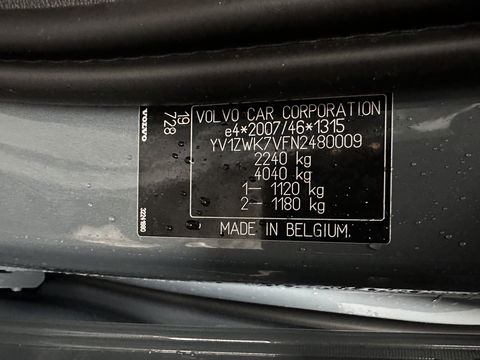 VOLVO CAR CORPORATION
e4*2007/46*1315
YV1ZWK7VFN2480009
2240 kg
4040 kg
1— 1120 kg
2— 1180 kg
MADE IN BELGIUM.
19
728
VOLVO